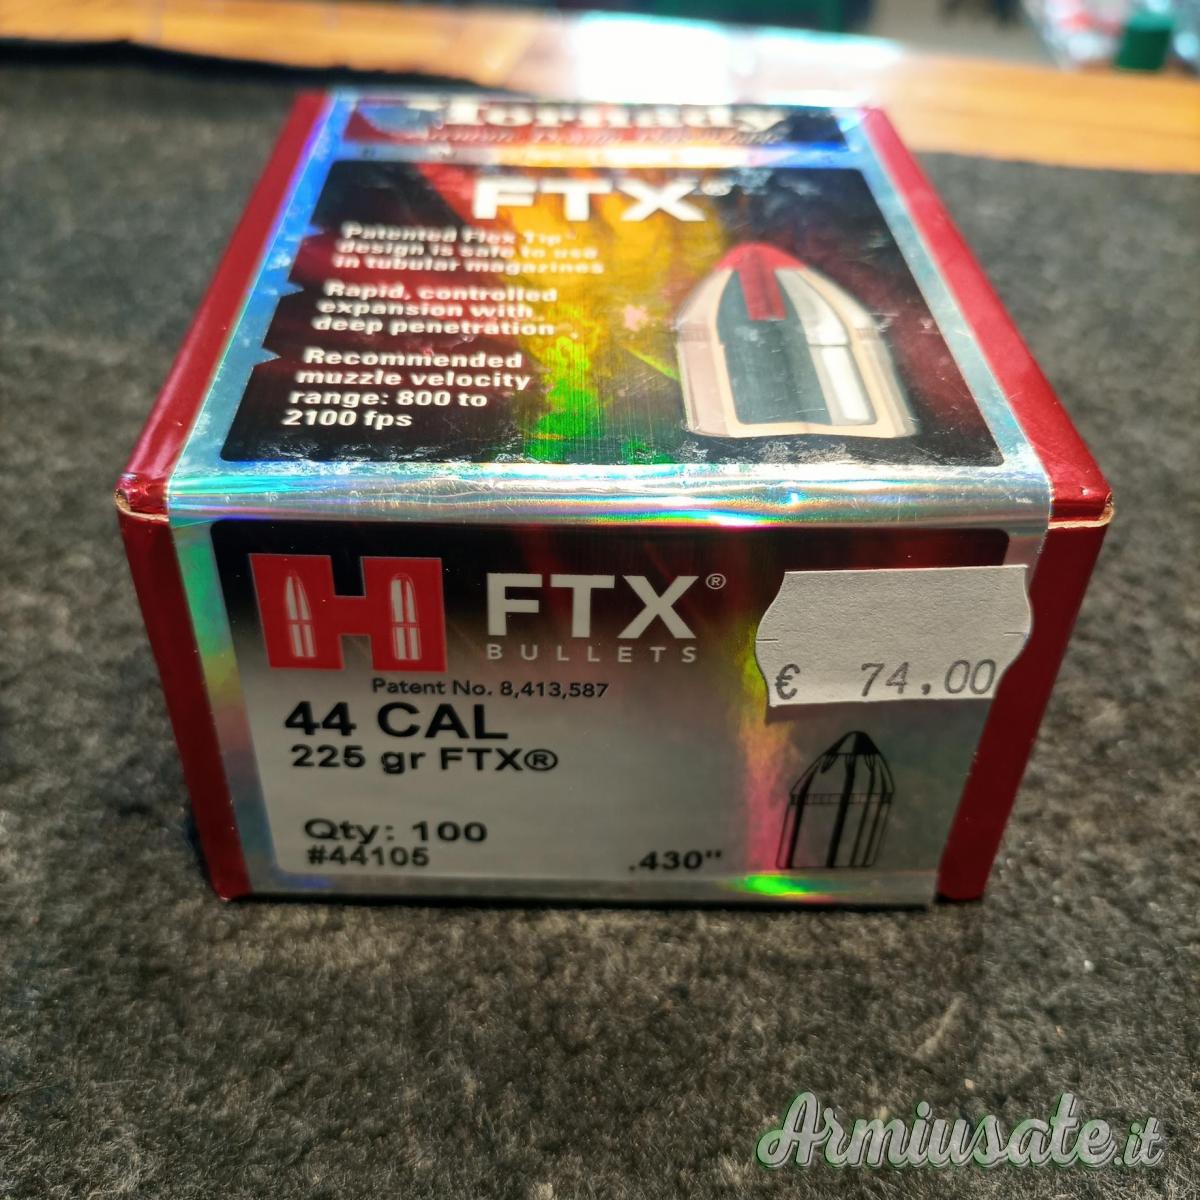 Hornady
FTX®
Patented Flex Tip™
design is safe to use
in tubular magazines
Rapid, controlled
expansion with
deep penetration
Recommended
muzzle velocity
range: 800 to
2100 fps
H FTX®
BULLETS
Patent No. 8,413,587
44 CAL
225 gr FTX®
Qty: 100
#44105
.430"
€ 74,00
Armiusate.it